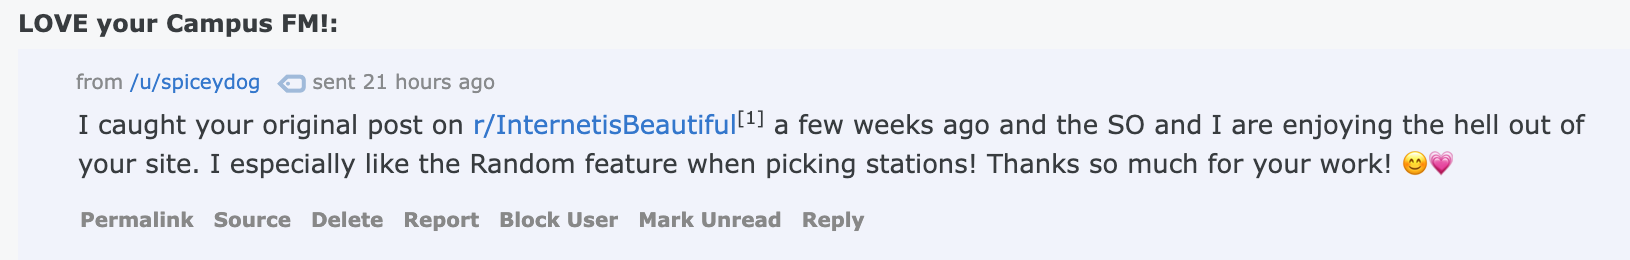 LOVE your Campus FM!:
from /u/spiceydog sent 21 hours ago
I caught your original post on r/InternetisBeautiful[1] a few weeks ago and the SO and I are enjoying the hell out of
your site. I especially like the Random feature when picking stations! Thanks so much for your work! 😊💗
Permalink Source Delete Report Block User Mark Unread Reply